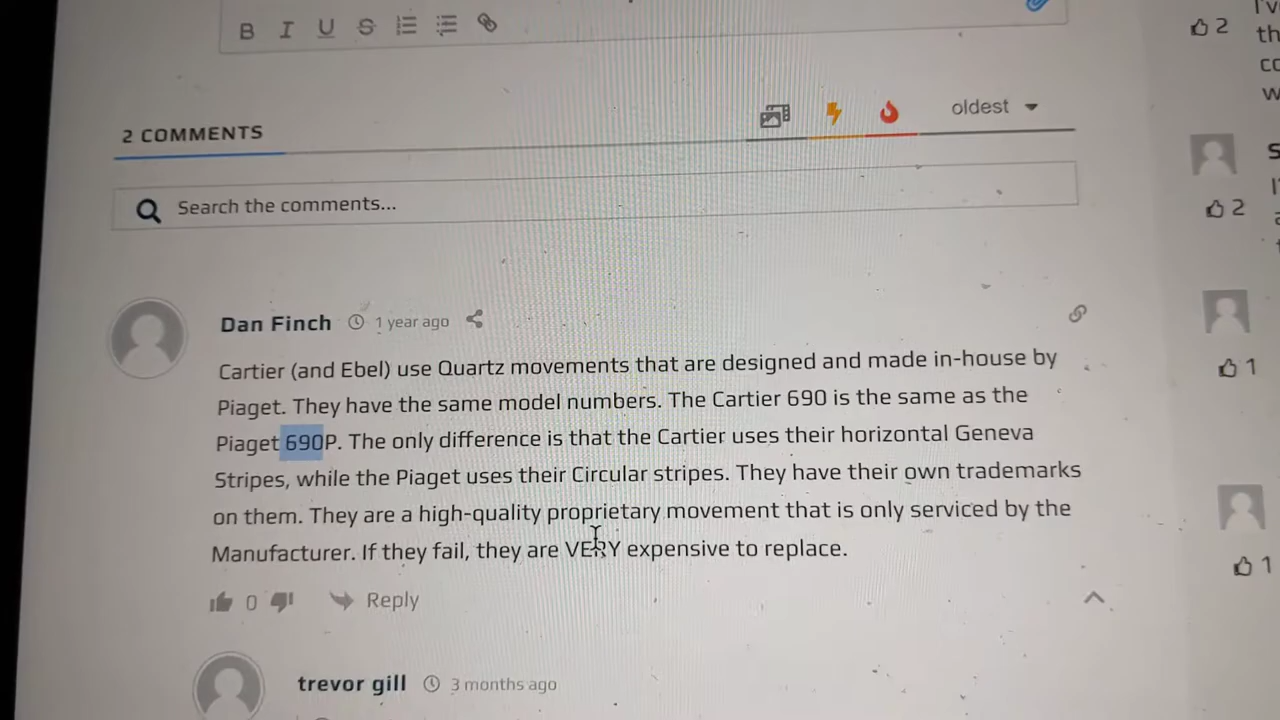 B I U S
2 COMMENTS
oldest
Search the comments...
Dan Finch 1 year ago
Cartier (and Ebel) use Quartz movements that are designed and made in-house by
Piaget. They have the same model numbers. The Cartier 690 is the same as the
Piaget 690P. The only difference is that the Cartier uses their horizontal Geneva
Stripes, while the Piaget uses their Circular stripes. They have their own trademarks
on them. They are a high-quality proprietary movement that is only serviced by the
Manufacturer. If they fail, they are VERY expensive to replace.
0 Reply
trevor gill 3 months ago
2
2
1
1